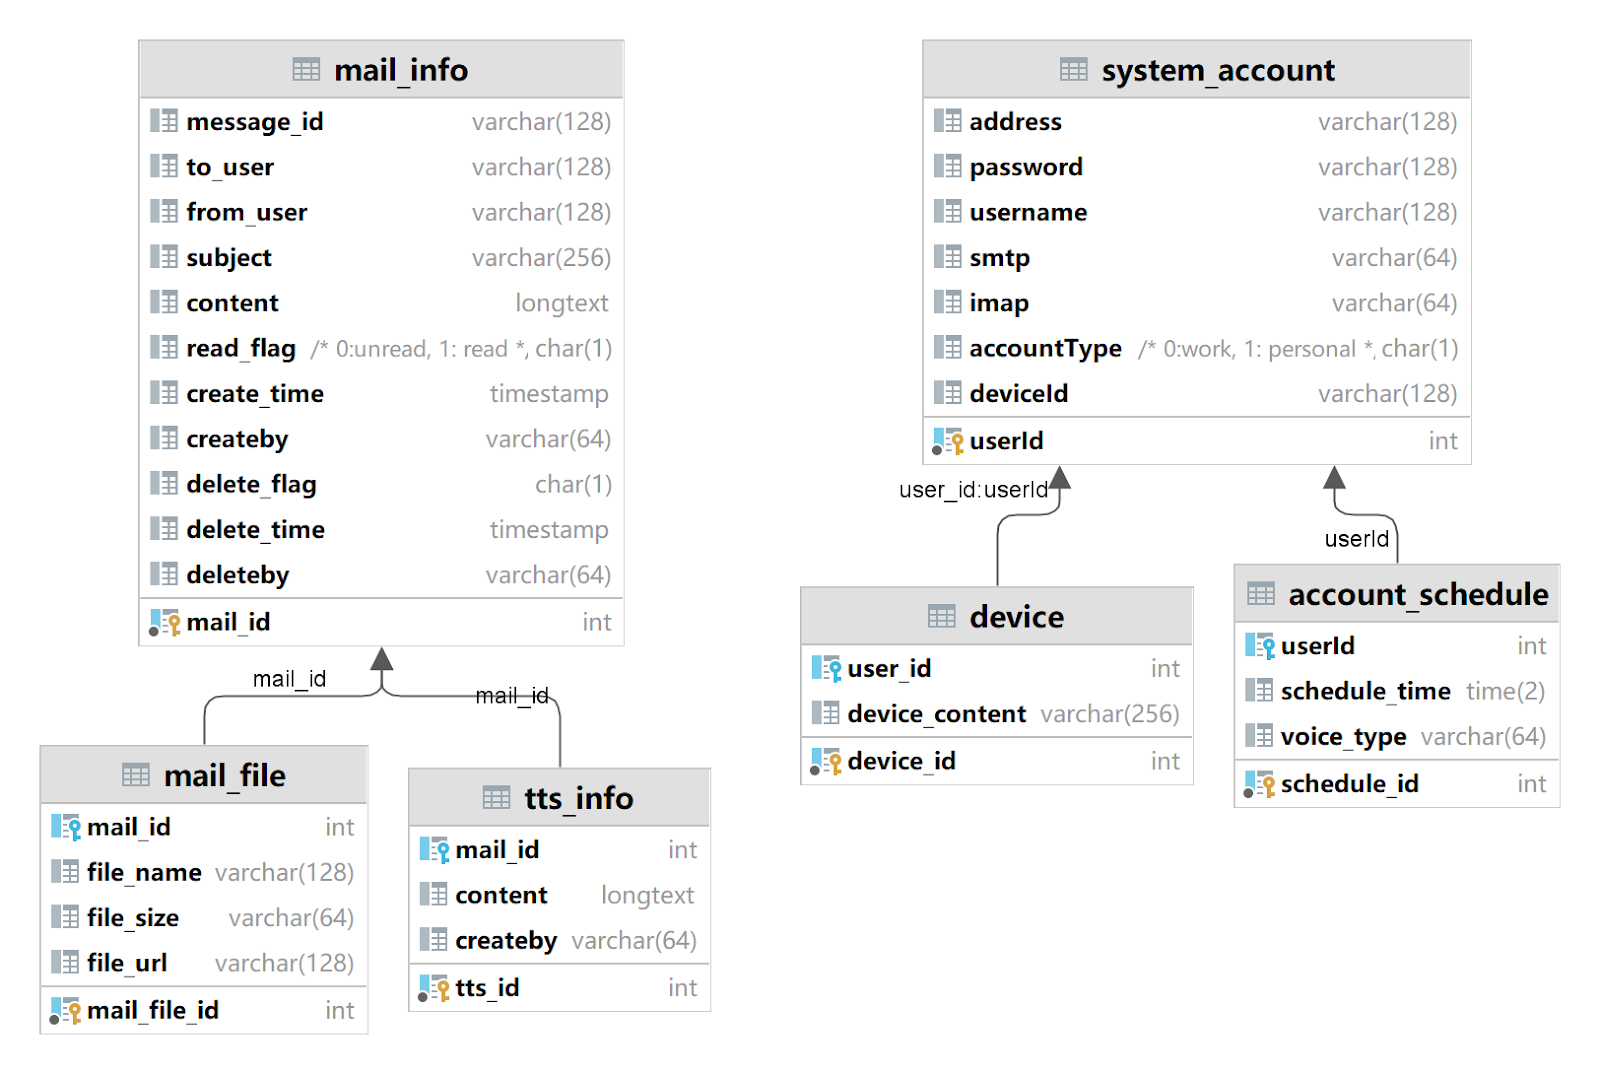 mail_info
message_id varchar(128)
to_user varchar(128)
from_user varchar(128)
subject varchar(256)
content longtext
read_flag /* 0:unread, 1: read *, char(1)
create_time timestamp
createby varchar(64)
delete_flag char(1)
delete_time timestamp
deleteby varchar(64)
mail_id int
mail_id
mail_id
mail_file
mail_id int
file_name varchar(128)
file_size varchar(64)
file_url varchar(128)
mail_file_id int
tts_info
mail_id int
content longtext
createby varchar(64)
tts_id int
system_account
address varchar(128)
password varchar(128)
username varchar(128)
smtp varchar(64)
imap varchar(64)
accountType /* 0:work, 1: personal *, char(1)
deviceId varchar(128)
userId int
user_id:userId
userId
device
user_id int
device_content varchar(256)
device_id int
account_schedule
userId int
schedule_time time(2)
voice_type varchar(64)
schedule_id int